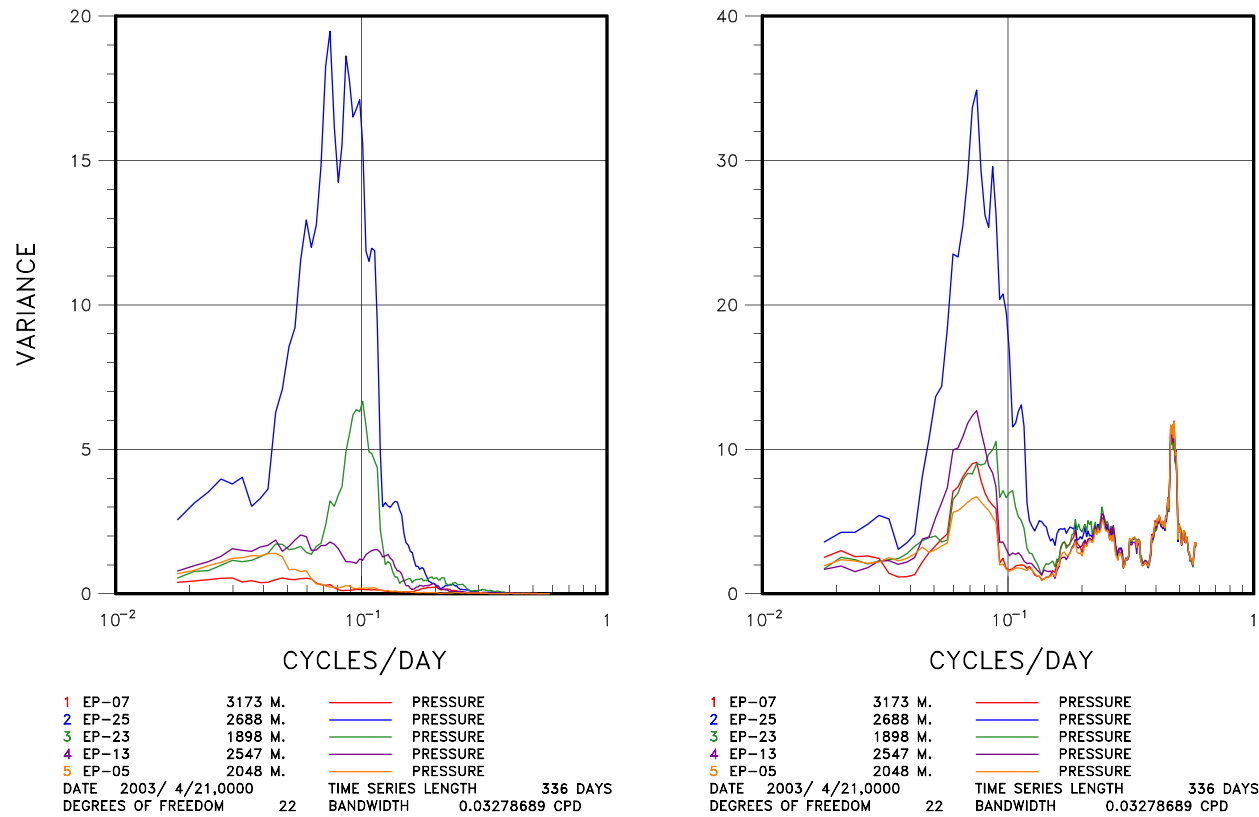 VARIANCE
20
15
10
5
0
10-2
10-1
1
CYCLES/DAY
1 EP-07 3173 M. PRESSURE
2 EP-25 2688 M. PRESSURE
3 EP-23 1898 M. PRESSURE
4 EP-13 2547 M. PRESSURE
5 EP-05 2048 M. PRESSURE
DATE 2003/ 4/21,0000 TIME SERIES LENGTH 336 DAYS
DEGREES OF FREEDOM 22 BANDWIDTH 0.03278689 CPD
40
30
20
10
0
10-2
10-1
1
CYCLES/DAY
1 EP-07 3173 M. PRESSURE
2 EP-25 2688 M. PRESSURE
3 EP-23 1898 M. PRESSURE
4 EP-13 2547 M. PRESSURE
5 EP-05 2048 M. PRESSURE
DATE 2003/ 4/21,0000 TIME SERIES LENGTH 336 DAYS
DEGREES OF FREEDOM 22 BANDWIDTH 0.03278689 CPD